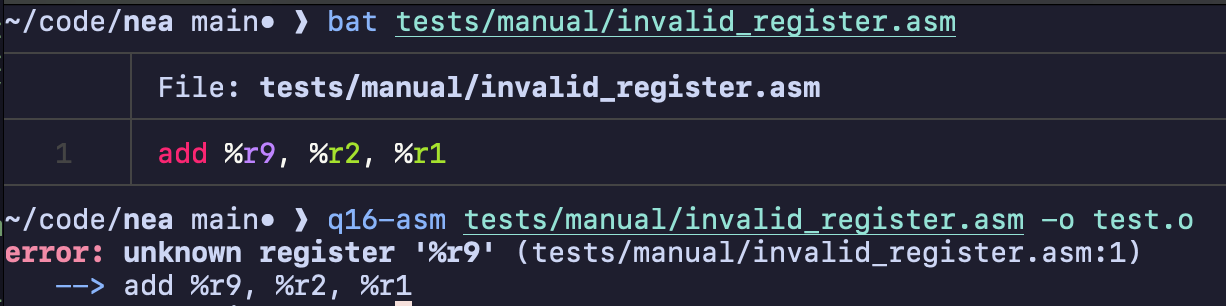 ~/code/nea main• ❯ bat tests/manual/invalid_register.asm
File: tests/manual/invalid_register.asm
1 add %r9, %r2, %r1
~/code/nea main• ❯ q16-asm tests/manual/invalid_register.asm -o test.o
error: unknown register '%r9' (tests/manual/invalid_register.asm:1)
--> add %r9, %r2, %r1